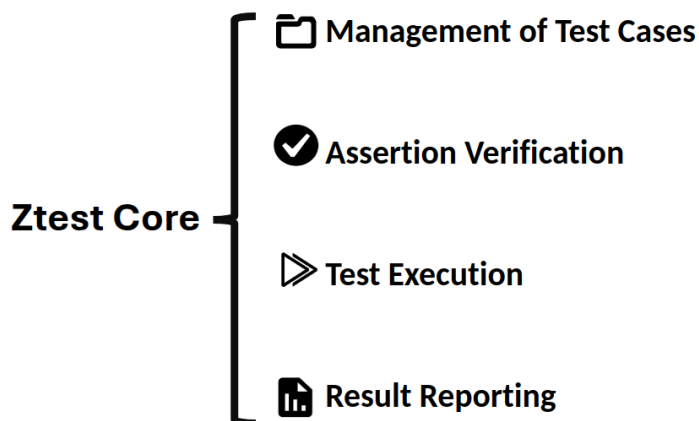 Management of Test Cases
Assertion Verification
Ztest Core
Test Execution
Result Reporting